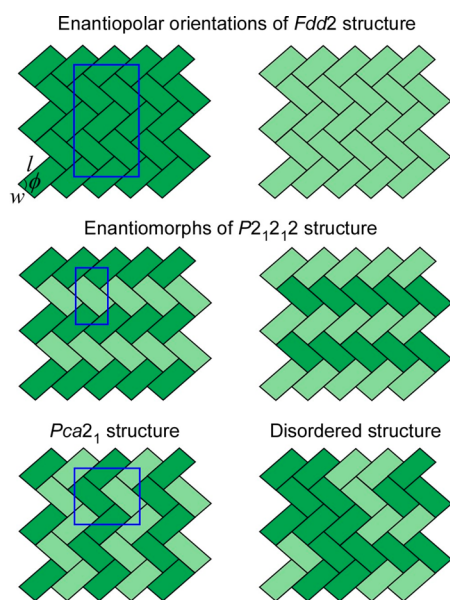 Enantiopolar orientations of Fdd2 structure
l
ϕ
w
Enantiomorphs of P2₁2₁2 structure
Pca2₁ structure
Disordered structure